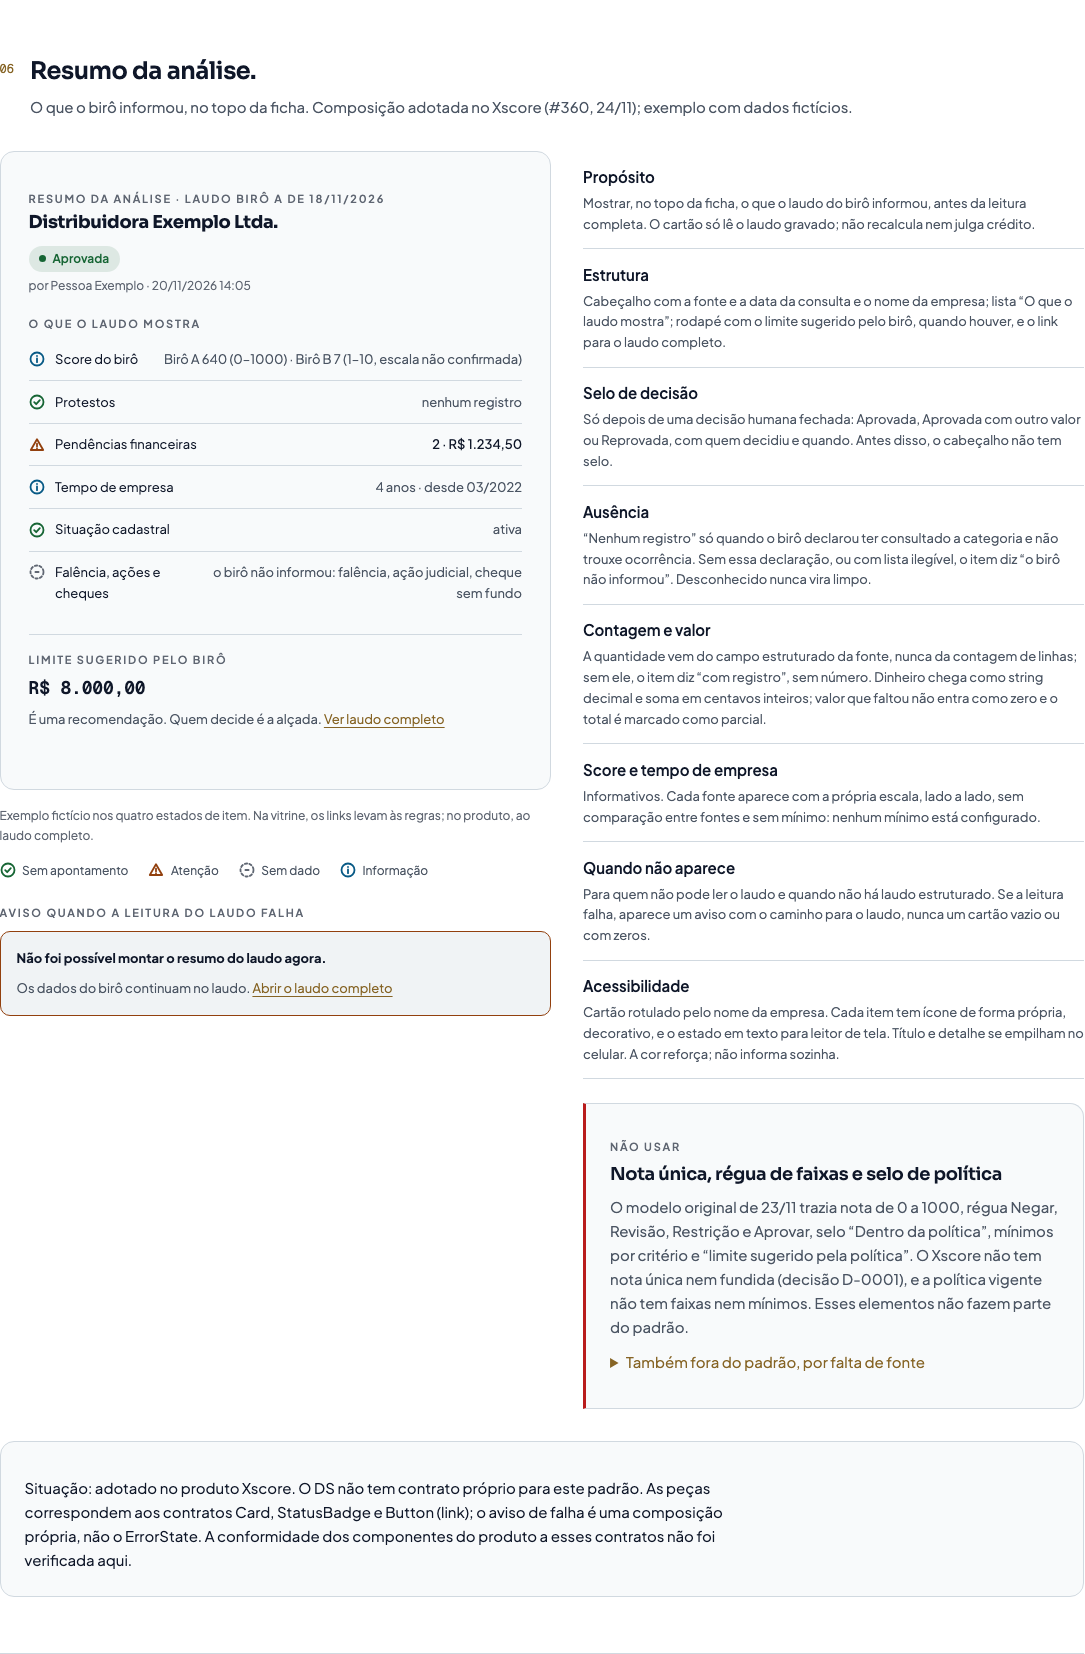 06
Resumo da análise.
O que o birô informou, no topo da ficha. Composição adotada no Xscore (#360, 24/11); exemplo com dados fictícios.
RESUMO DA ANÁLISE · LAUDO BIRÔ A DE 18/11/2026
Distribuidora Exemplo Ltda.
Aprovada
por Pessoa Exemplo · 20/11/2026 14:05
O QUE O LAUDO MOSTRA
Score do birô Birô A 640 (0–1000) · Birô B 7 (1–10, escala não confirmada)
Protestos nenhum registro
Pendências financeiras 2 · R$ 1.234,50
Tempo de empresa 4 anos · desde 03/2022
Situação cadastral ativa
Falência, ações e o birô não informou: falência, ação judicial, cheque
cheques sem fundo
LIMITE SUGERIDO PELO BIRÔ
R$ 8.000,00
É uma recomendação. Quem decide é a alçada. Ver laudo completo
Exemplo fictício nos quatro estados de item. Na vitrine, os links levam às regras; no produto, ao
laudo completo.
Sem apontamento Atenção Sem dado Informação
AVISO QUANDO A LEITURA DO LAUDO FALHA
Não foi possível montar o resumo do laudo agora.
Os dados do birô continuam no laudo. Abrir o laudo completo
Propósito
Mostrar, no topo da ficha, o que o laudo do birô informou, antes da leitura
completa. O cartão só lê o laudo gravado; não recalcula nem julga crédito.
Estrutura
Cabeçalho com a fonte e a data da consulta e o nome da empresa; lista “O que o
laudo mostra”; rodapé com o limite sugerido pelo birô, quando houver, e o link
para o laudo completo.
Selo de decisão
Só depois de uma decisão humana fechada: Aprovada, Aprovada com outro valor
ou Reprovada, com quem decidiu e quando. Antes disso, o cabeçalho não tem
selo.
Ausência
“Nenhum registro” só quando o birô declarou ter consultado a categoria e não
trouxe ocorrência. Sem essa declaração, ou com lista ilegível, o item diz “o birô
não informou”. Desconhecido nunca vira limpo.
Contagem e valor
A quantidade vem do campo estruturado da fonte, nunca da contagem de linhas;
sem ele, o item diz “com registro”, sem número. Dinheiro chega como string
decimal e soma em centavos inteiros; valor que faltou não entra como zero e o
total é marcado como parcial.
Score e tempo de empresa
Informativos. Cada fonte aparece com a própria escala, lado a lado, sem
comparação entre fontes e sem mínimo: nenhum mínimo está configurado.
Quando não aparece
Para quem não pode ler o laudo e quando não há laudo estruturado. Se a leitura
falha, aparece um aviso com o caminho para o laudo, nunca um cartão vazio ou
com zeros.
Acessibilidade
Cartão rotulado pelo nome da empresa. Cada item tem ícone de forma própria,
decorativo, e o estado em texto para leitor de tela. Título e detalhe se empilham no
celular. A cor reforça; não informa sozinha.
NÃO USAR
Nota única, régua de faixas e selo de política
O modelo original de 23/11 trazia nota de 0 a 1000, régua Negar,
Revisão, Restrição e Aprovar, selo “Dentro da política”, mínimos
por critério e “limite sugerido pela política”. O Xscore não tem
nota única nem fundida (decisão D-0001), e a política vigente
não tem faixas nem mínimos. Esses elementos não fazem parte
do padrão.
Também fora do padrão, por falta de fonte
Situação: adotado no produto Xscore. O DS não tem contrato próprio para este padrão. As peças
correspondem aos contratos Card, StatusBadge e Button (link); o aviso de falha é uma composição
própria, não o ErrorState. A conformidade dos componentes do produto a esses contratos não foi
verificada aqui.